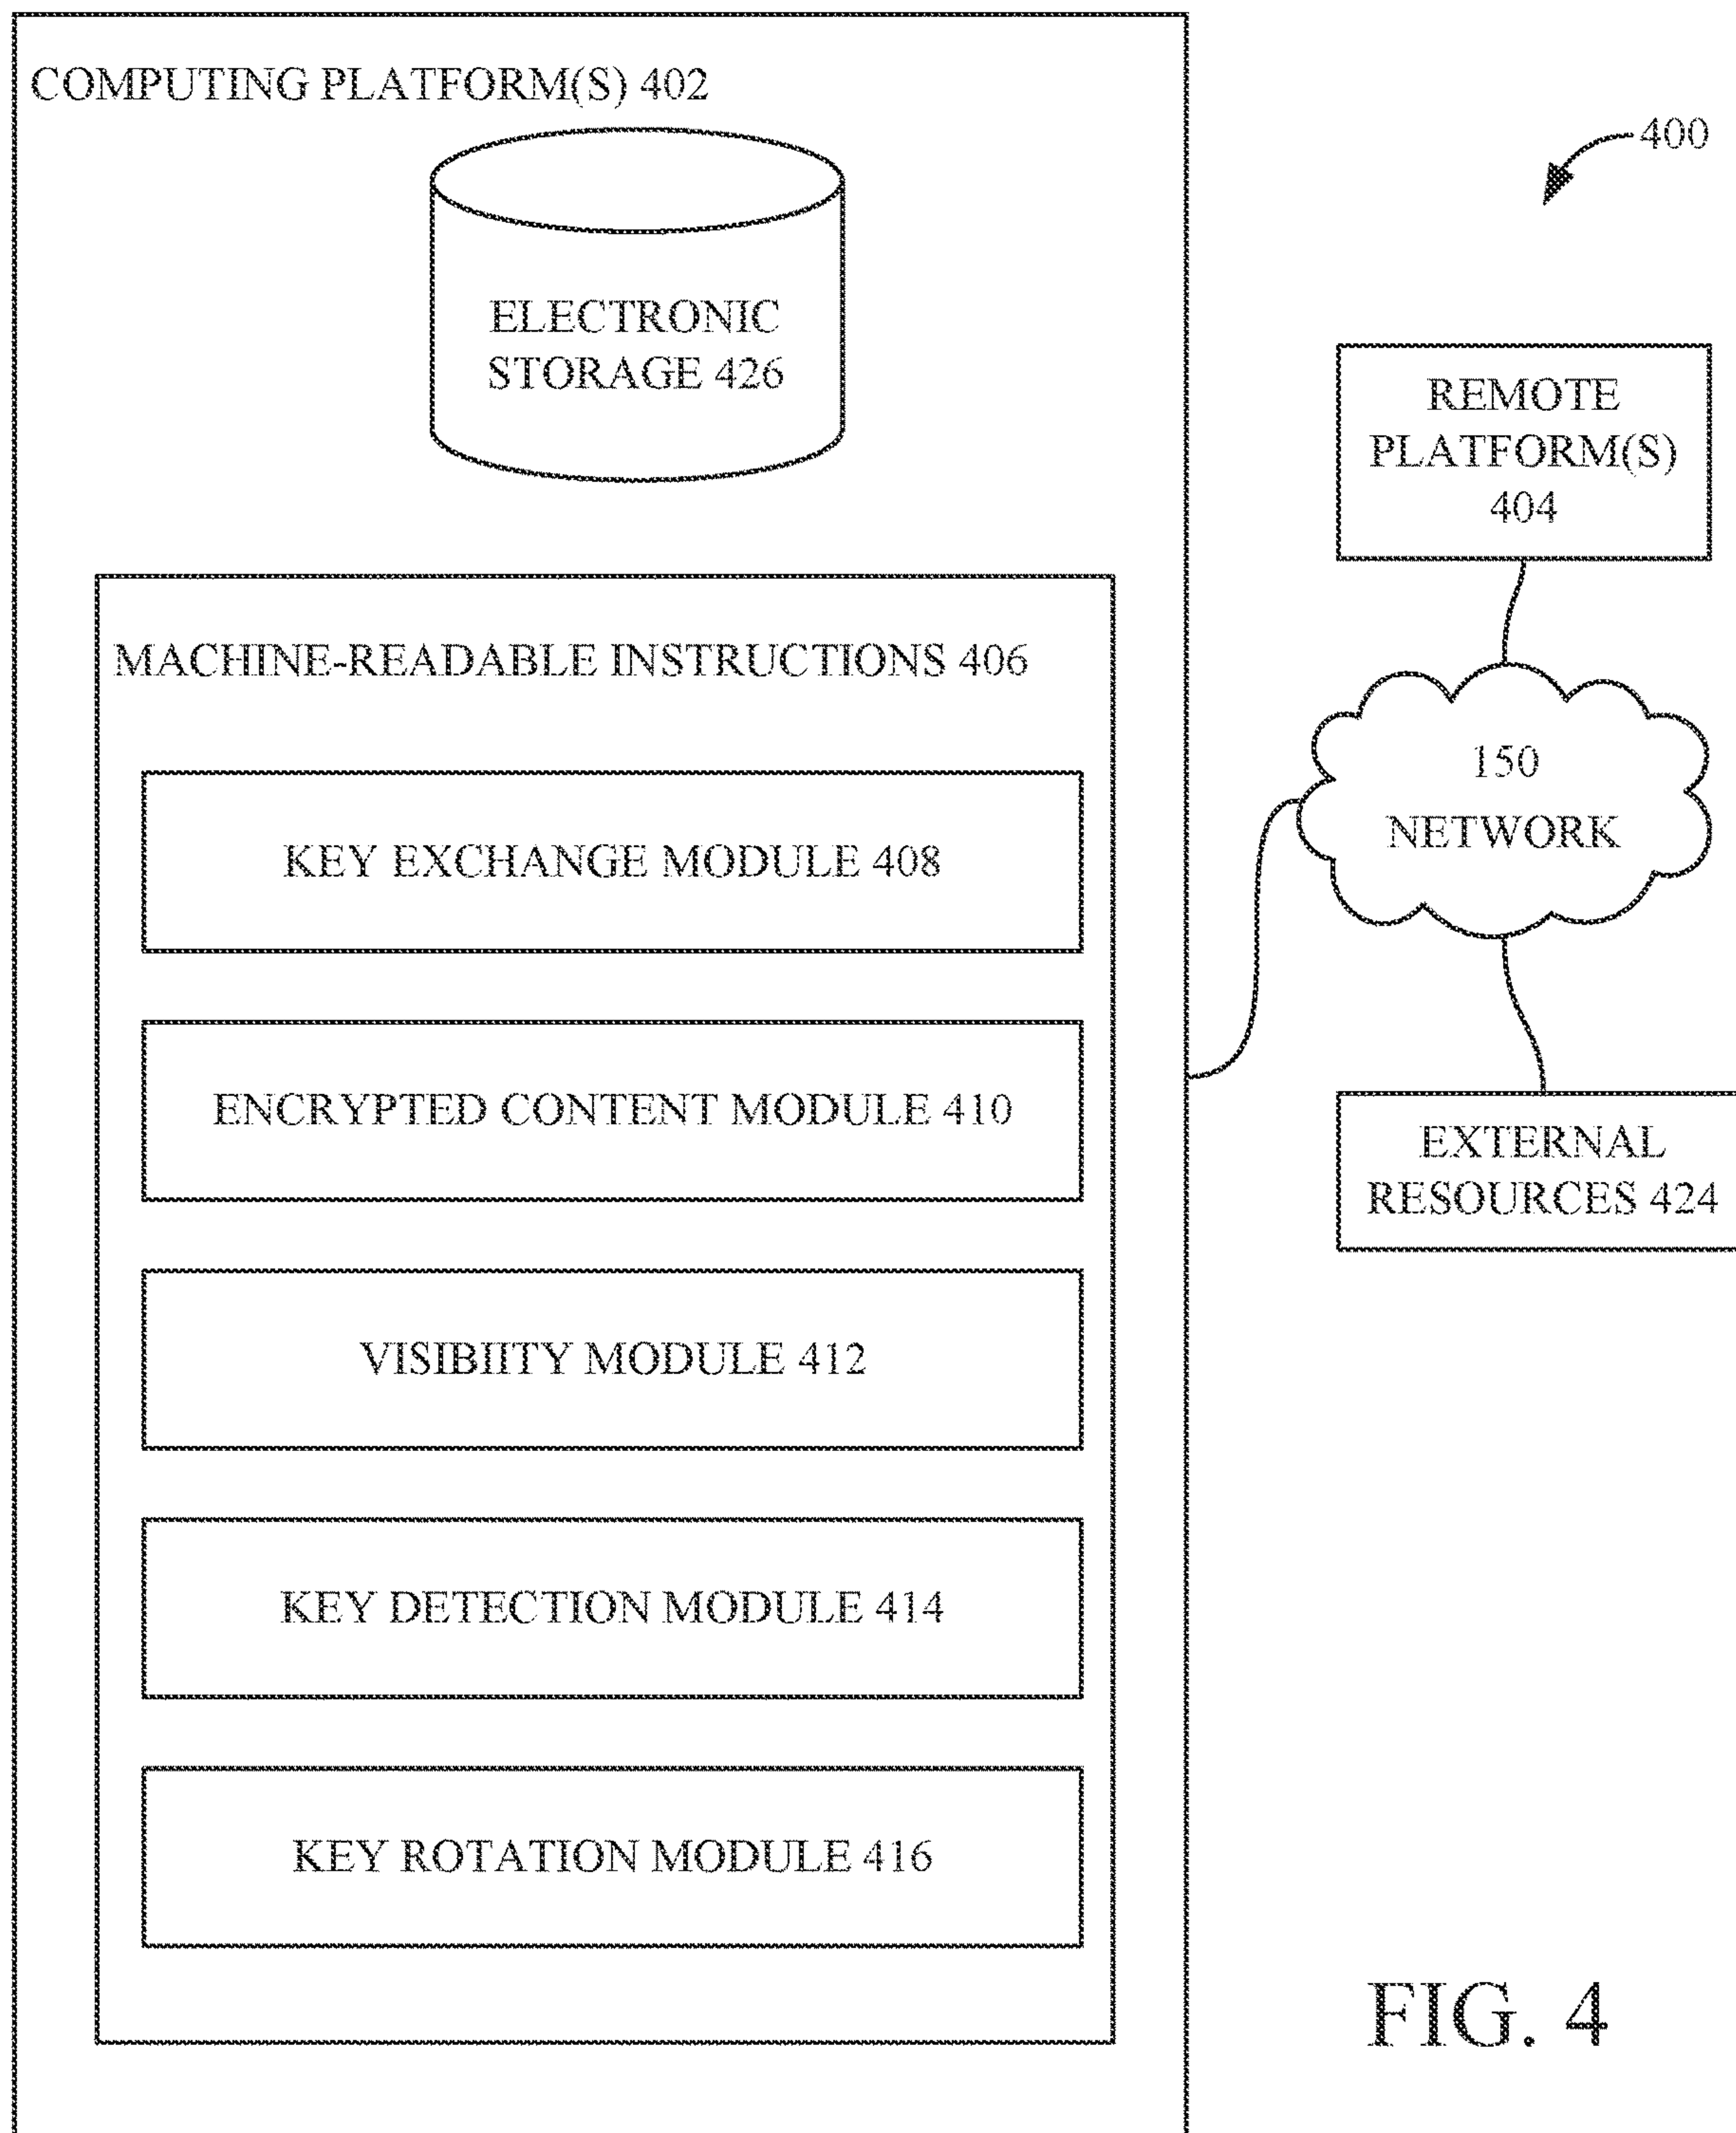 COMPUTING PLATFORM(S) 402
400
ELECTRONIC
STORAGE 426
REMOTE
PLATFORM(S)
404
MACHINE-READABLE INSTRUCTIONS 406
150
NETWORK
KEY EXCHANGE MODULE 408
ENCRYPTED CONTENT MODULE 410
EXTERNAL
RESOURCES 424
VISIBIITY MODULE 412
KEY DETECTION MODULE 414
KEY ROTATION MODULE 416
FIG. 4